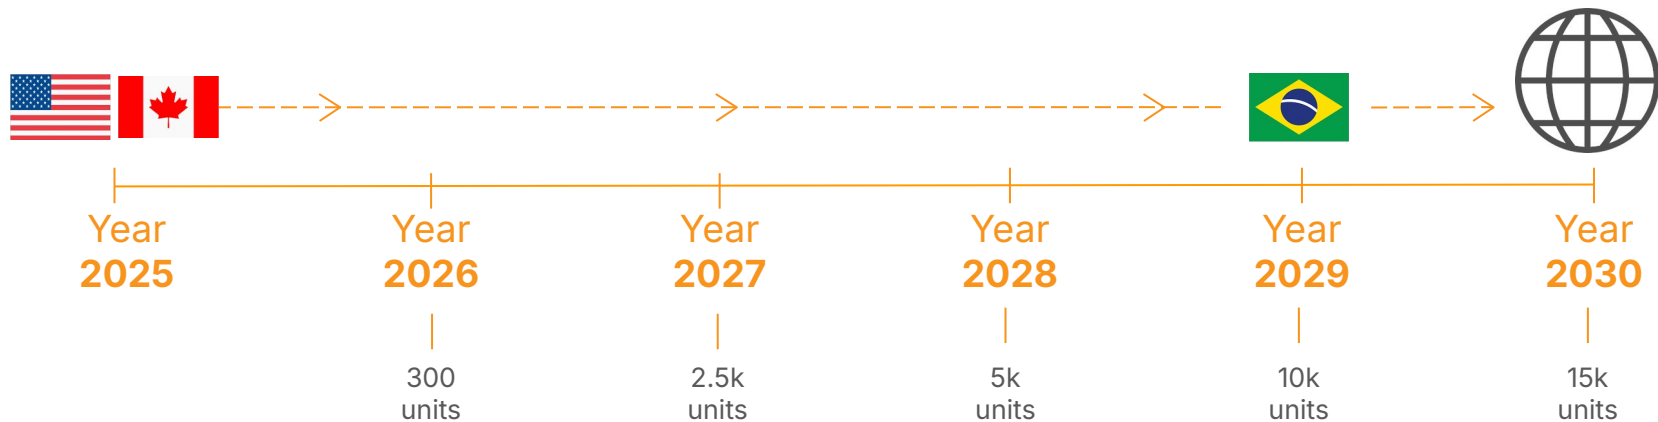 Year
2025
Year
2026
Year
2027
Year
2028
Year
2029
Year
2030
300
units
2.5k
units
5k
units
10k
units
15k
units